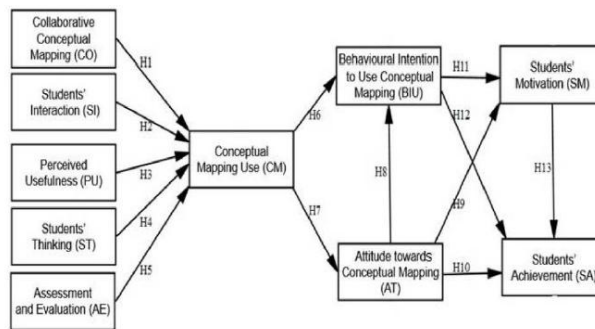 Collaborative
Conceptual
Mapping (CO)
H1
Students'
Interaction (SI)
H2
Perceived
Usefulness (PU)
H3
Students'
Thinking (ST)
H4
Assessment
and Evaluation (AE)
H5
Conceptual
Mapping Use (CM)
H6
H7
Behavioural Intention
to Use Conceptual
Mapping (BIU)
H8
Attitude towards
Conceptual Mapping
(AT)
H11
H12
H9
H10
Students'
Motivation (SM)
H13
Students'
Achievement (SA)